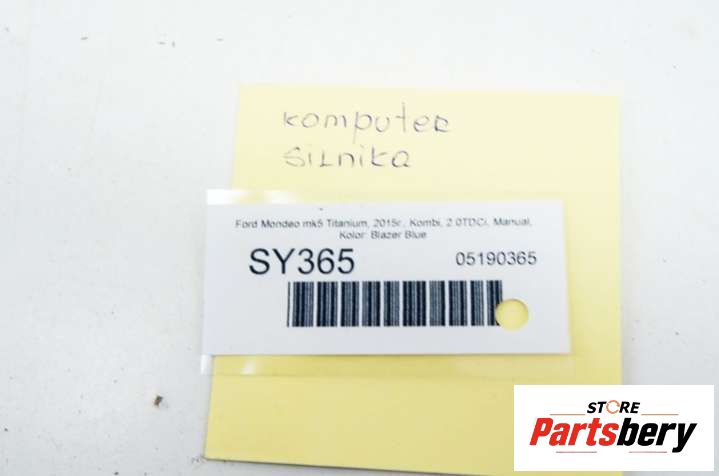 Komputer
silnika
Ford Mondeo mk5 Titanium, 2015r., Kombi, 2.0TDCi, Manual,
Kolor: Blazer Blue
SY365
05190365
STORE
Partsbery